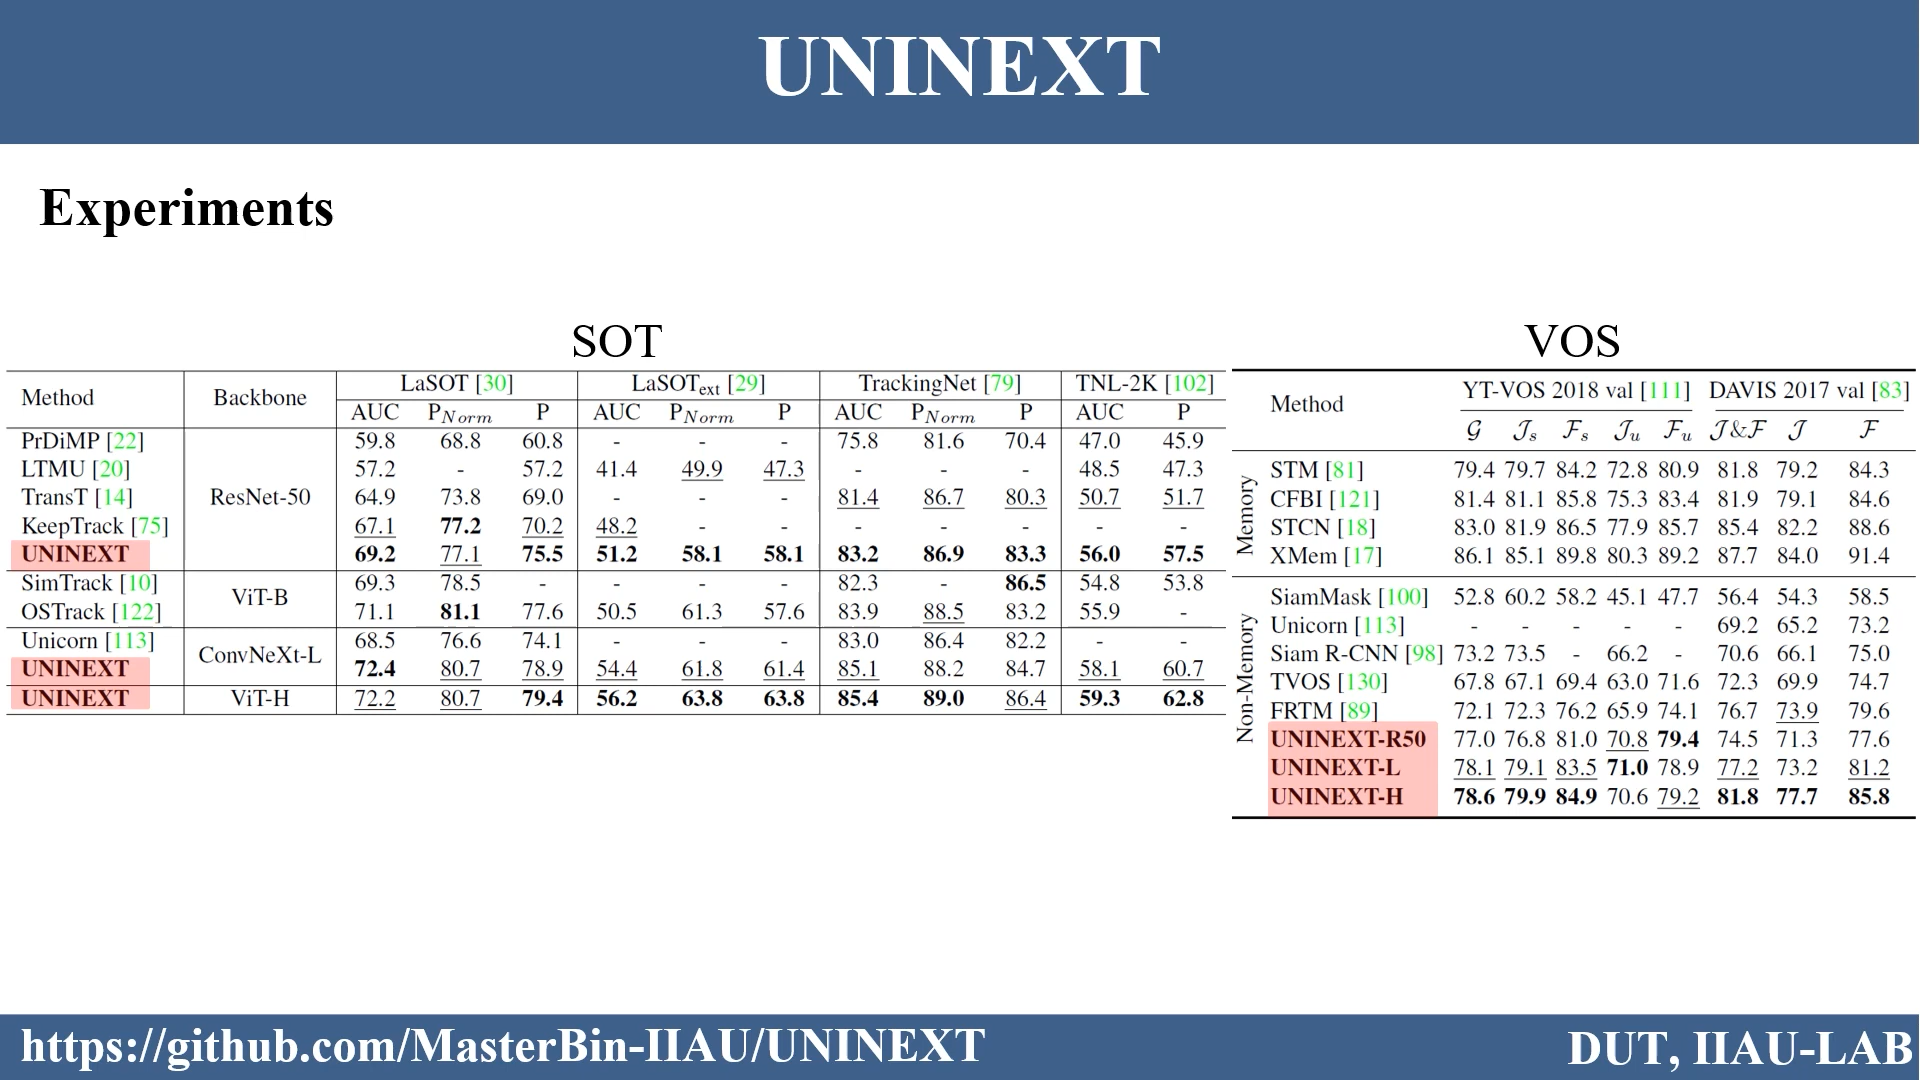 UNINEXT
Experiments
SOT
Method Backbone LaSOT [30] LaSOText [29] TrackingNet [79] TNL-2K [102]
AUC PNorm P AUC PNorm P AUC PNorm P AUC P
PrDiMP [22] 59.8 68.8 60.8 - - - 75.8 81.6 70.4 47.0 45.9
LTMU [20] 57.2 - 57.2 41.4 49.9 47.3 - - - 48.5 47.3
TransT [14] ResNet-50 64.9 73.8 69.0 - - - 81.4 86.7 80.3 50.7 51.7
KeepTrack [75] 67.1 77.2 70.2 48.2 - - - - - - -
UNINEXT 69.2 77.1 75.5 51.2 58.1 58.1 83.2 86.9 83.3 56.0 57.5
SimTrack [10] ViT-B 69.3 78.5 - - - - 82.3 - 86.5 54.8 53.8
OSTrack [122] 71.1 81.1 77.6 50.5 61.3 57.6 83.9 88.5 83.2 55.9 -
Unicorn [113] ConvNeXt-L 68.5 76.6 74.1 - - - 83.0 86.4 82.2 - -
UNINEXT 72.4 80.7 78.9 54.4 61.8 61.4 85.1 88.2 84.7 58.1 60.7
UNINEXT ViT-H 72.2 80.7 79.4 56.2 63.8 63.8 85.4 89.0 86.4 59.3 62.8
VOS
Method YT-VOS 2018 val [111] DAVIS 2017 val [83]
G Js Fs Ju Fu J&F J F
Memory
STM [81] 79.4 79.7 84.2 72.8 80.9 81.8 79.2 84.3
CFBI [121] 81.4 81.1 85.8 75.3 83.4 81.9 79.1 84.6
STCN [18] 83.0 81.9 86.5 77.9 85.7 85.4 82.2 88.6
XMem [17] 86.1 85.1 89.8 80.3 89.2 87.7 84.0 91.4
Non-Memory
SiamMask [100] 52.8 60.2 58.2 45.1 47.7 56.4 54.3 58.5
Unicorn [113] - - - - - 69.2 65.2 73.2
Siam R-CNN [98] 73.2 73.5 - 66.2 - 70.6 66.1 75.0
TVOS [130] 67.8 67.1 69.4 63.0 71.6 72.3 69.9 74.7
FRTM [89] 72.1 72.3 76.2 65.9 74.1 76.7 73.9 79.6
UNINEXT-R50 77.0 76.8 81.0 70.8 79.4 74.5 71.3 77.6
UNINEXT-L 78.1 79.1 83.5 71.0 78.9 77.2 73.2 81.2
UNINEXT-H 78.6 79.9 84.9 70.6 79.2 81.8 77.7 85.8
https://github.com/MasterBin-IIAU/UNINEXT
DUT, IIAU-LAB